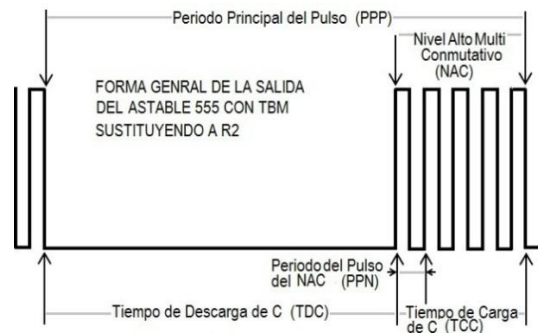 Periodo Principal del Pulso (PPP)
Nivel Alto Multi
Conmutativo
(NAC)
FORMA GENRAL DE LA SALIDA
DEL ASTABLE 555 CON TBM
SUSTITUYENDO A R2
Periodo del Pulso
del NAC (PPN)
Tiempo de Descarga de C (TDC)
Tiempo de Carga
de C (TCC)